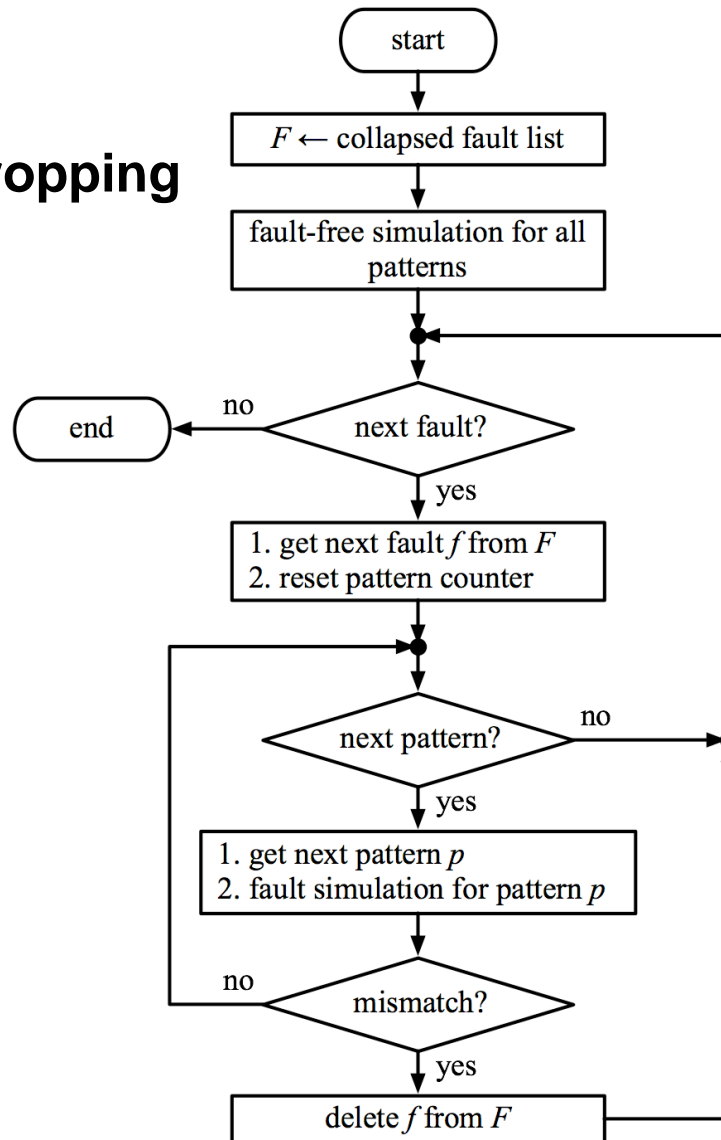 start
F ← collapsed fault list
ropping
fault-free simulation for all
patterns
next fault?
no
end
yes
1. get next fault f from F
2. reset pattern counter
next pattern?
no
yes
1. get next pattern p
2. fault simulation for pattern p
mismatch?
no
yes
delete f from F